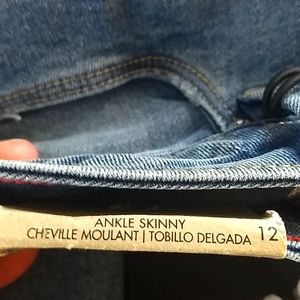 ANKLE SKINNY
CHEVILLE MOULANT | TOBILLO DELGADA 12